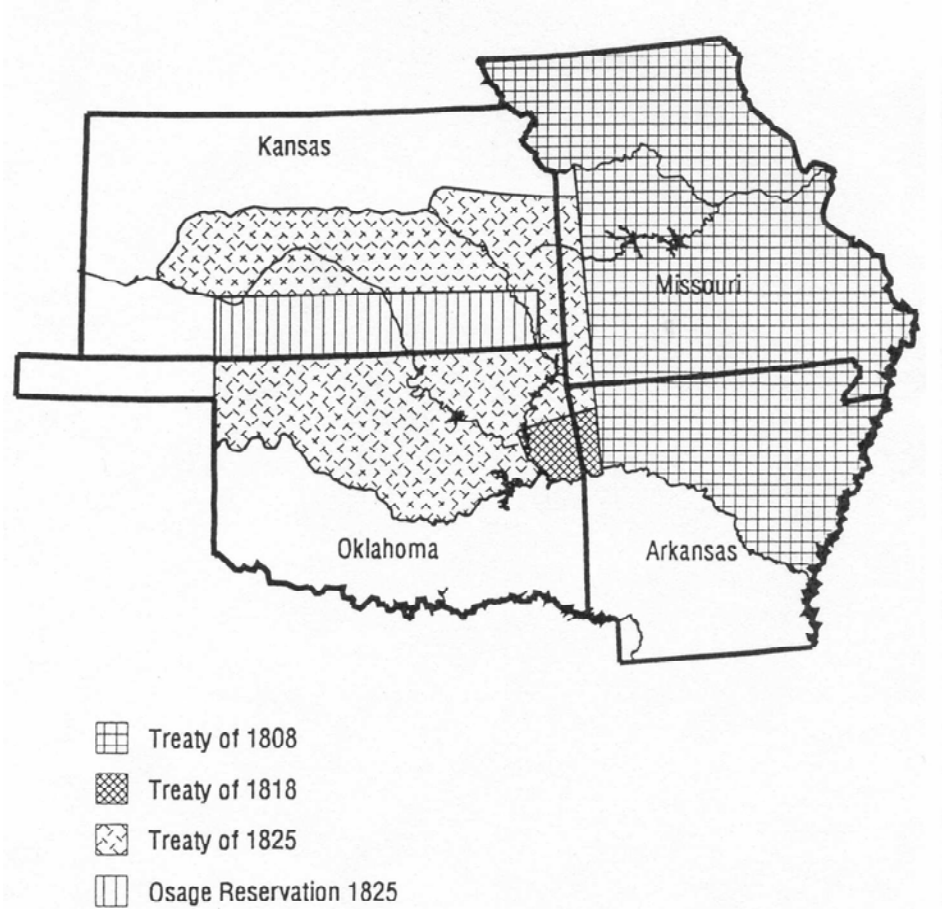 Kansas
Missouri
Oklahoma
Arkansas
Treaty of 1808
Treaty of 1818
Treaty of 1825
Osage Reservation 1825